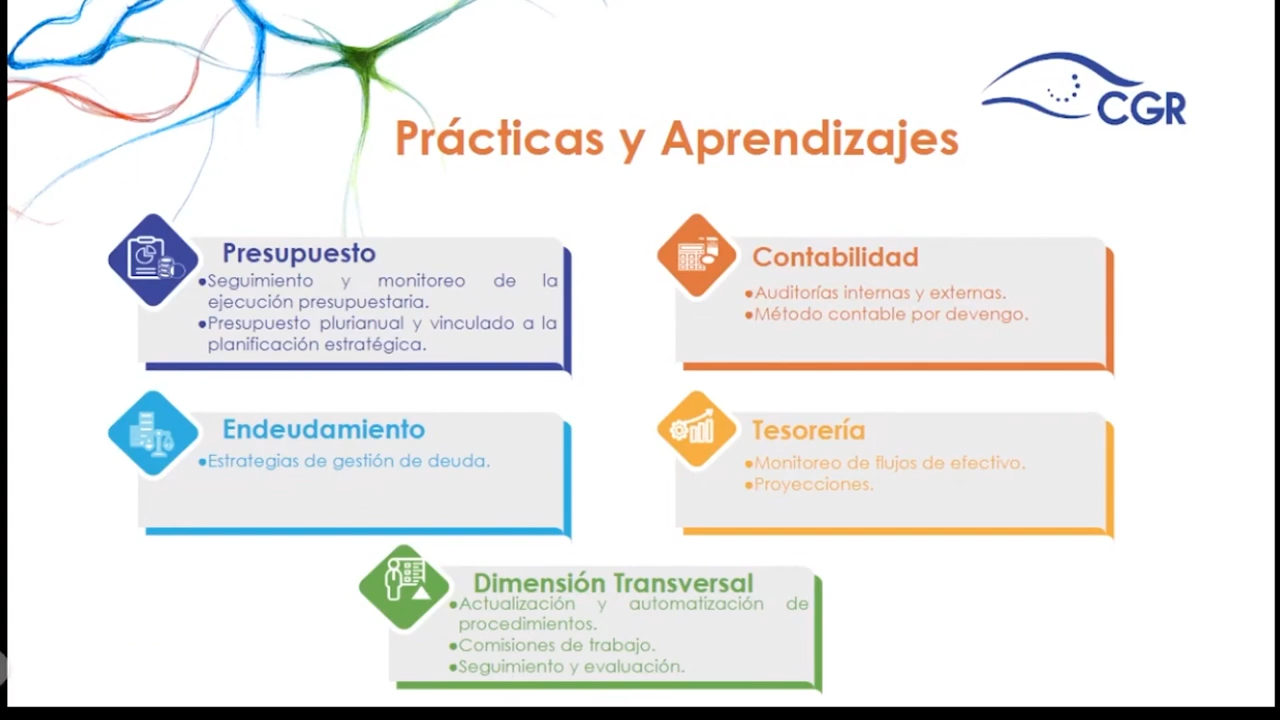 CGR
Prácticas y Aprendizajes
Presupuesto
●Seguimiento y monitoreo de la
ejecución presupuestaria.
●Presupuesto plurianual y vinculado a la
planificación estratégica.
Contabilidad
●Auditorías internas y externas.
●Método contable por devengo.
Endeudamiento
●Estrategias de gestión de deuda.
Tesorería
●Monitoreo de flujos de efectivo.
●Proyecciones.
Dimensión Transversal
●Actualización y automatización de
procedimientos.
●Comisiones de trabajo.
●Seguimiento y evaluación.